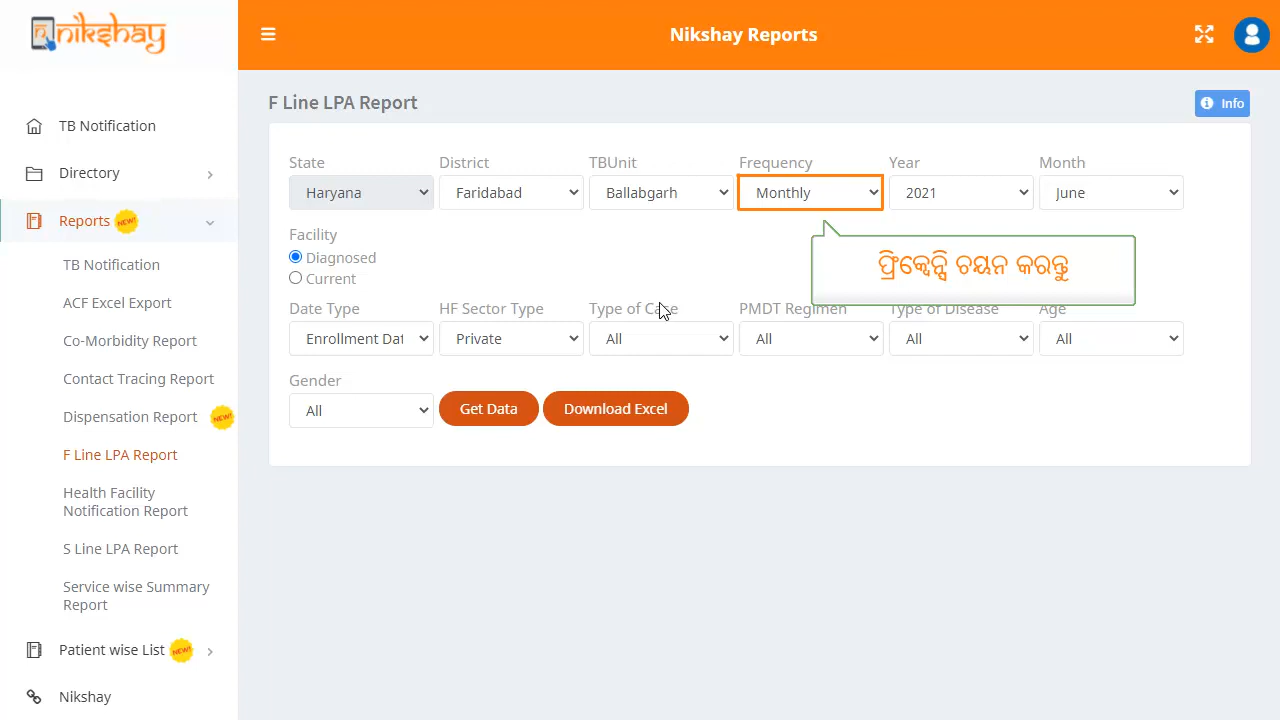 nikshay
Nikshay Reports
TB Notification
Directory
Reports NEW!
TB Notification
ACF Excel Export
Co-Morbidity Report
Contact Tracing Report
Dispensation Report NEW!
F Line LPA Report
Health Facility
Notification Report
S Line LPA Report
Service wise Summary
Report
Patient wise List NEW!
Nikshay
F Line LPA Report
Info
State District TBUnit Frequency Year Month
Haryana Faridabad Ballabgarh Monthly 2021 June
ଫ୍ରିକ୍ୱେନ୍ସି ଚୟନ କରନ୍ତୁ
Facility
Diagnosed
Current
Date Type HF Sector Type Type of Case PMDT Regimen Type of Disease Age
Enrollment Dat Private All All All All
Gender
All Get Data Download Excel